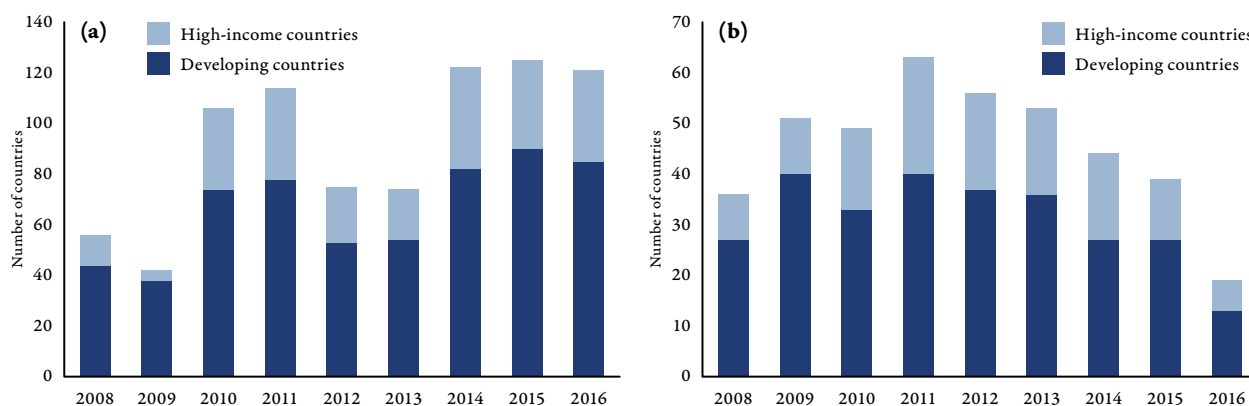 140
(a)
High-income countries
120
Developing countries
100
80
60
40
20
0
Number of countries
2008 2009 2010 2011 2012 2013 2014 2015 2016
70
(b)
High-income countries
60
Developing countries
50
40
30
20
10
0
Number of countries
2008 2009 2010 2011 2012 2013 2014 2015 2016